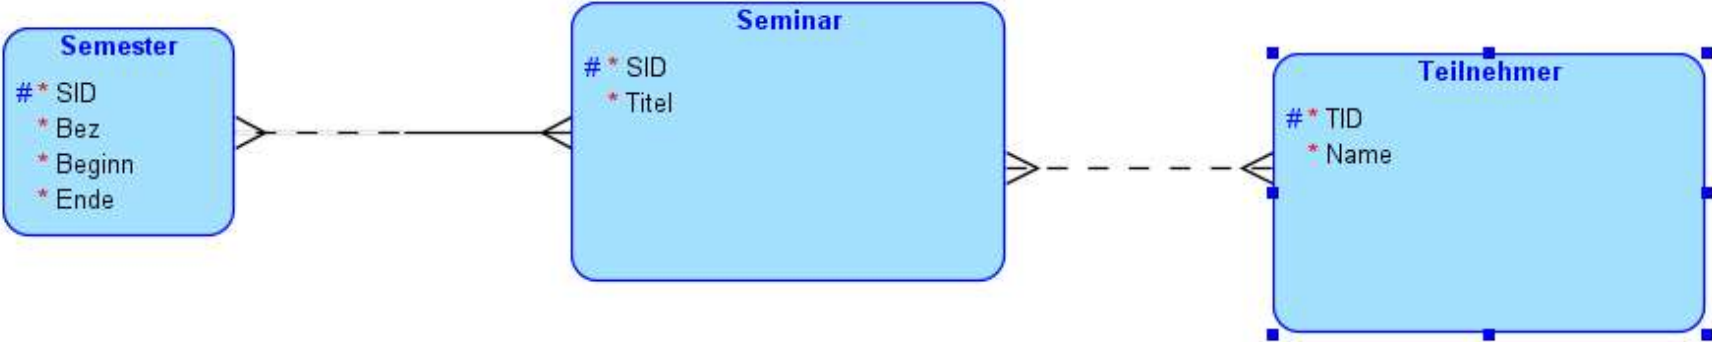 Semester
# * SID
* Bez
* Beginn
* Ende
Seminar
# * SID
* Titel
Teilnehmer
# * TID
* Name